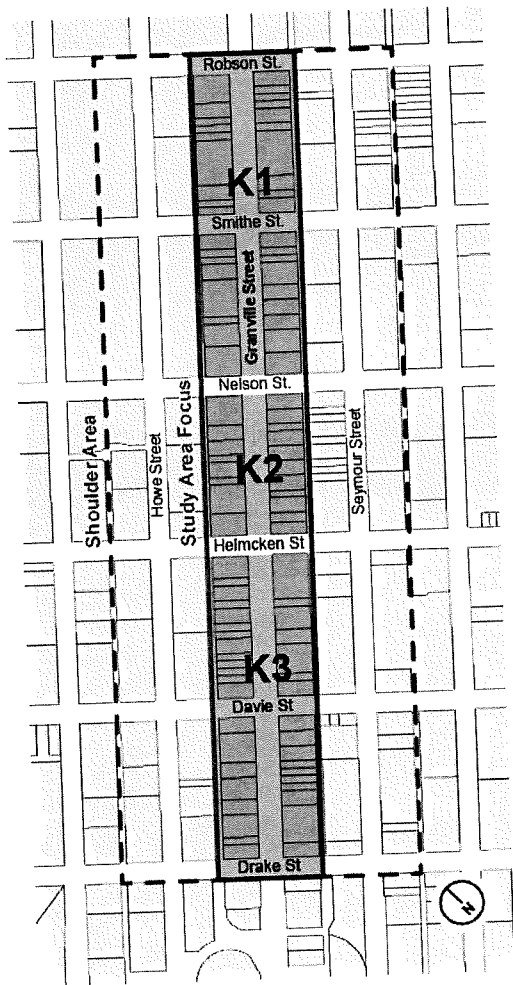 Robson St.
K1
Smithe St.
Granville Street
Nelson St.
Shoulder Area
Howe Street
Study Area Focus
K2
Seymour Street
Helmcken St
K3
Davie St
Drake St
N